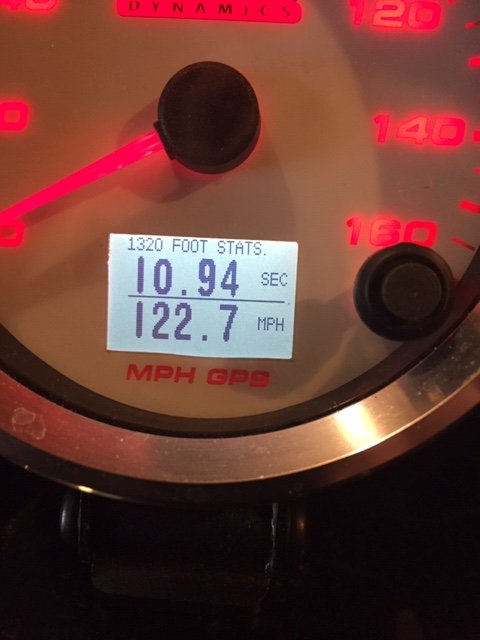 DYNAMICS
120
140
160
1320 FOOT STATS.
10.94 SEC
122.7 MPH
MPH GPS